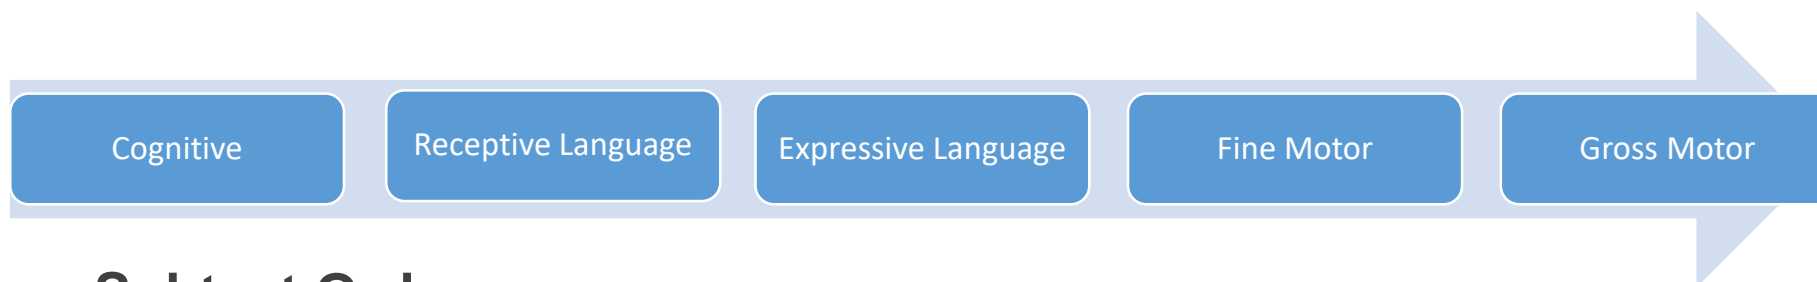 Cognitive
Receptive Language
Expressive Language
Fine Motor
Gross Motor